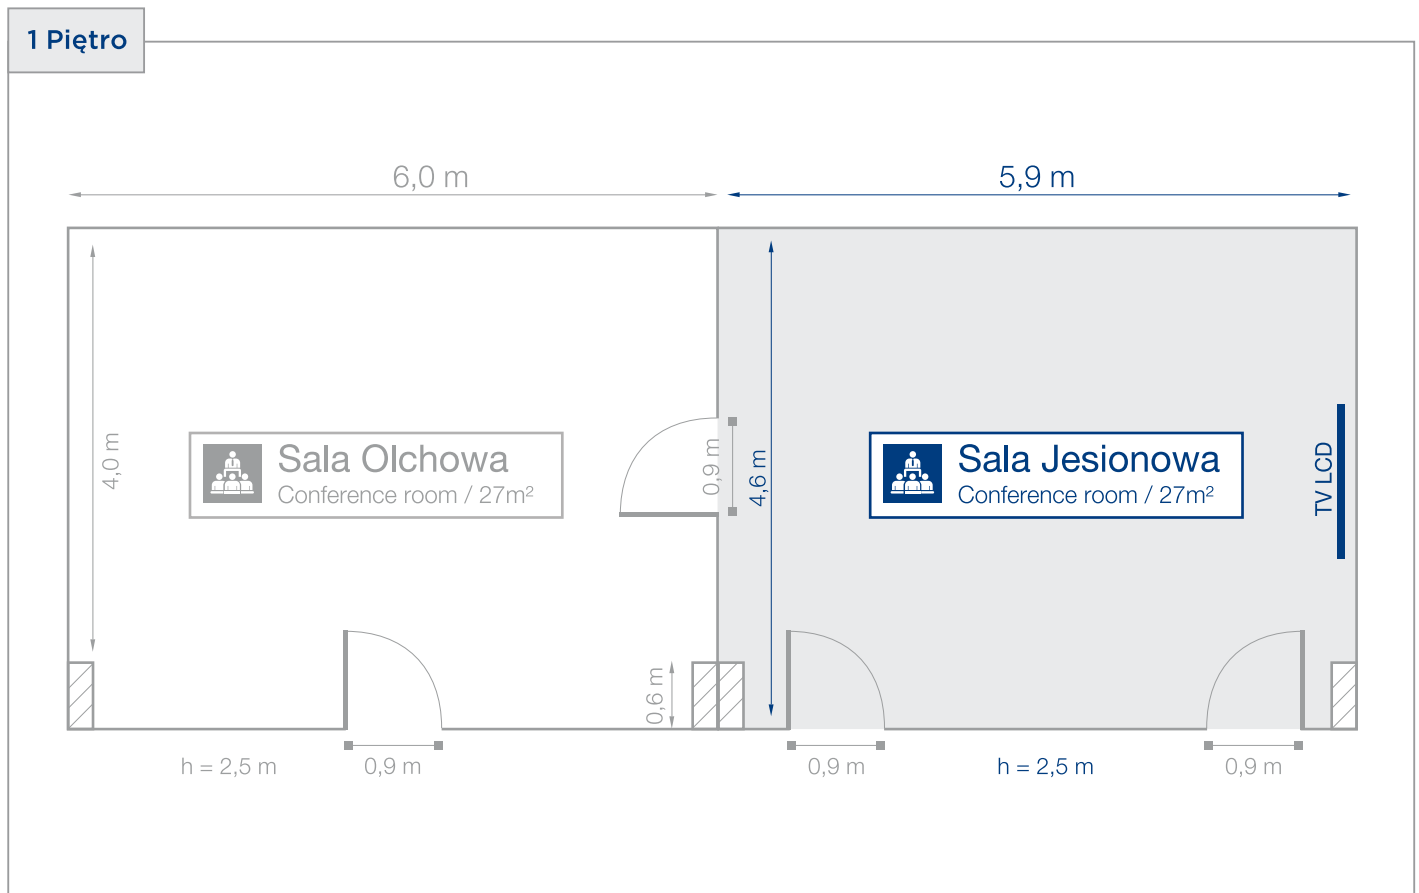 1 Piętro
6,0 m
5,9 m
4,0 m
Sala Olchowa
Conference room / 27m²
0,9 m
4,6 m
Sala Jesionowa
Conference room / 27m²
TV LCD
0,6 m
h = 2,5 m
0,9 m
0,9 m
h = 2,5 m
0,9 m